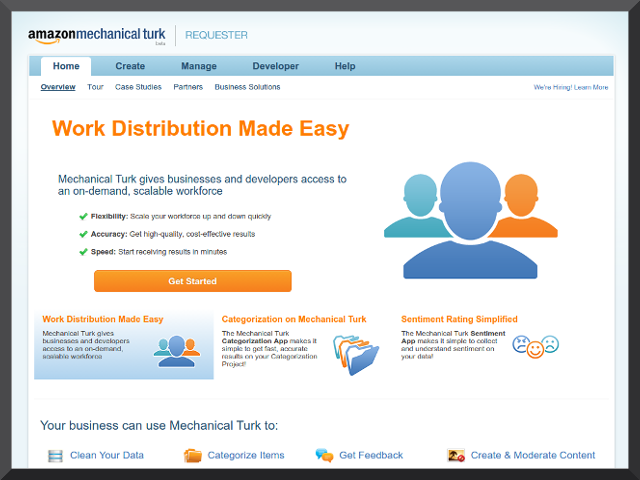 amazonmechanical turk
beta
REQUESTER
Home Create Manage Developer Help
Overview Tour Case Studies Partners Business Solutions We're Hiring! Learn More
Work Distribution Made Easy
Mechanical Turk gives businesses and developers access to
an on-demand, scalable workforce
Flexibility: Scale your workforce up and down quickly
Accuracy: Get high-quality, cost-effective results
Speed: Start receiving results in minutes
Get Started
Work Distribution Made Easy
Mechanical Turk gives
businesses and developers
access to an on-demand,
scalable workforce
Categorization on Mechanical Turk
The Mechanical Turk
Categorization App makes it
simple to get fast, accurate
results on your Categorization
Project!
Sentiment Rating Simplified
The Mechanical Turk Sentiment
App makes it simple to collect
and understand sentiment on
your data!
Your business can use Mechanical Turk to:
Clean Your Data Categorize Items Get Feedback Create & Moderate Content